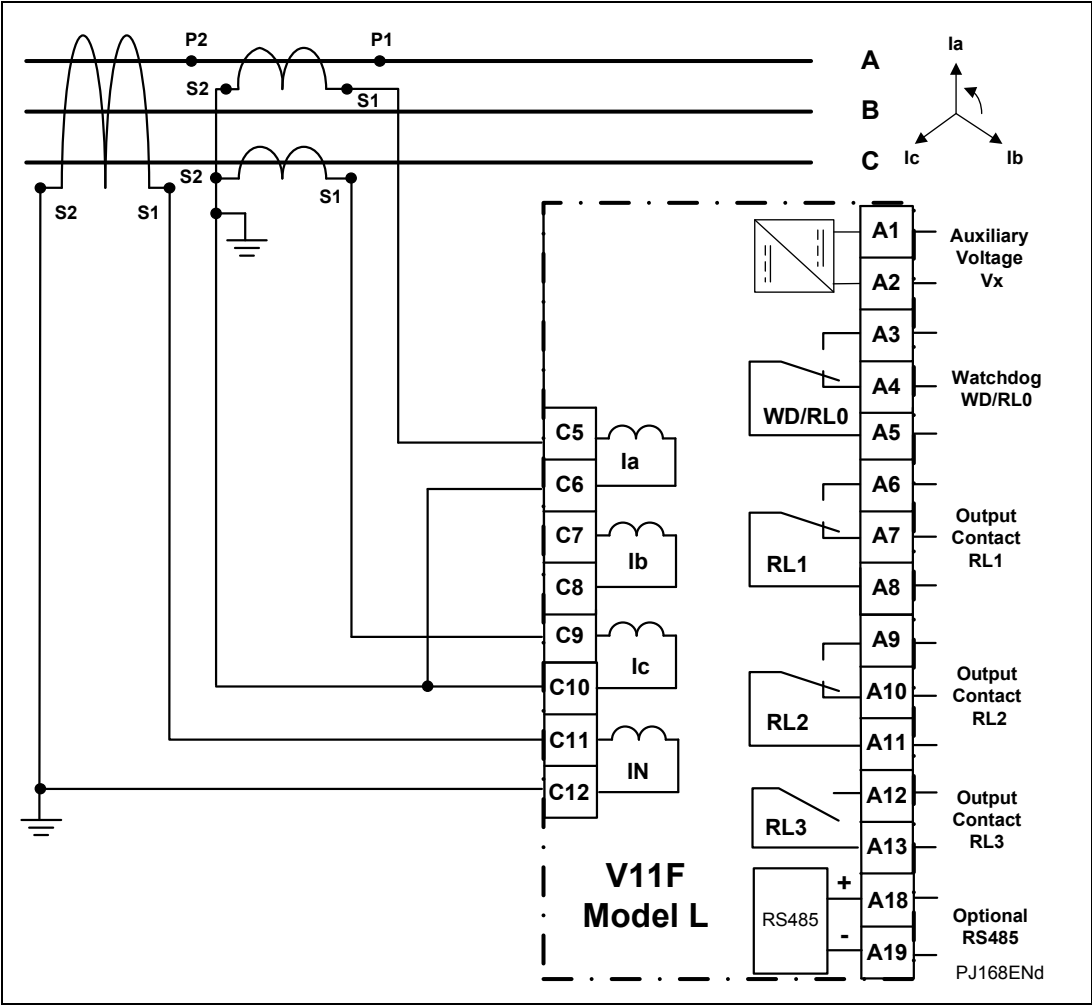 P2
P1
S2
S1
S2
S1
S2
S1
A
B
C
Ia
Ic
Ib
C5
C6
C7
C8
C9
C10
C11
C12
Ia
Ib
Ic
IN
V11F
Model L
WD/RL0
RL1
RL2
RL3
RS485
+
-
A1
A2
A3
A4
A5
A6
A7
A8
A9
A10
A11
A12
A13
A18
A19
Auxiliary
Voltage
Vx
Watchdog
WD/RL0
Output
Contact
RL1
Output
Contact
RL2
Output
Contact
RL3
Optional
RS485
PJ168ENd